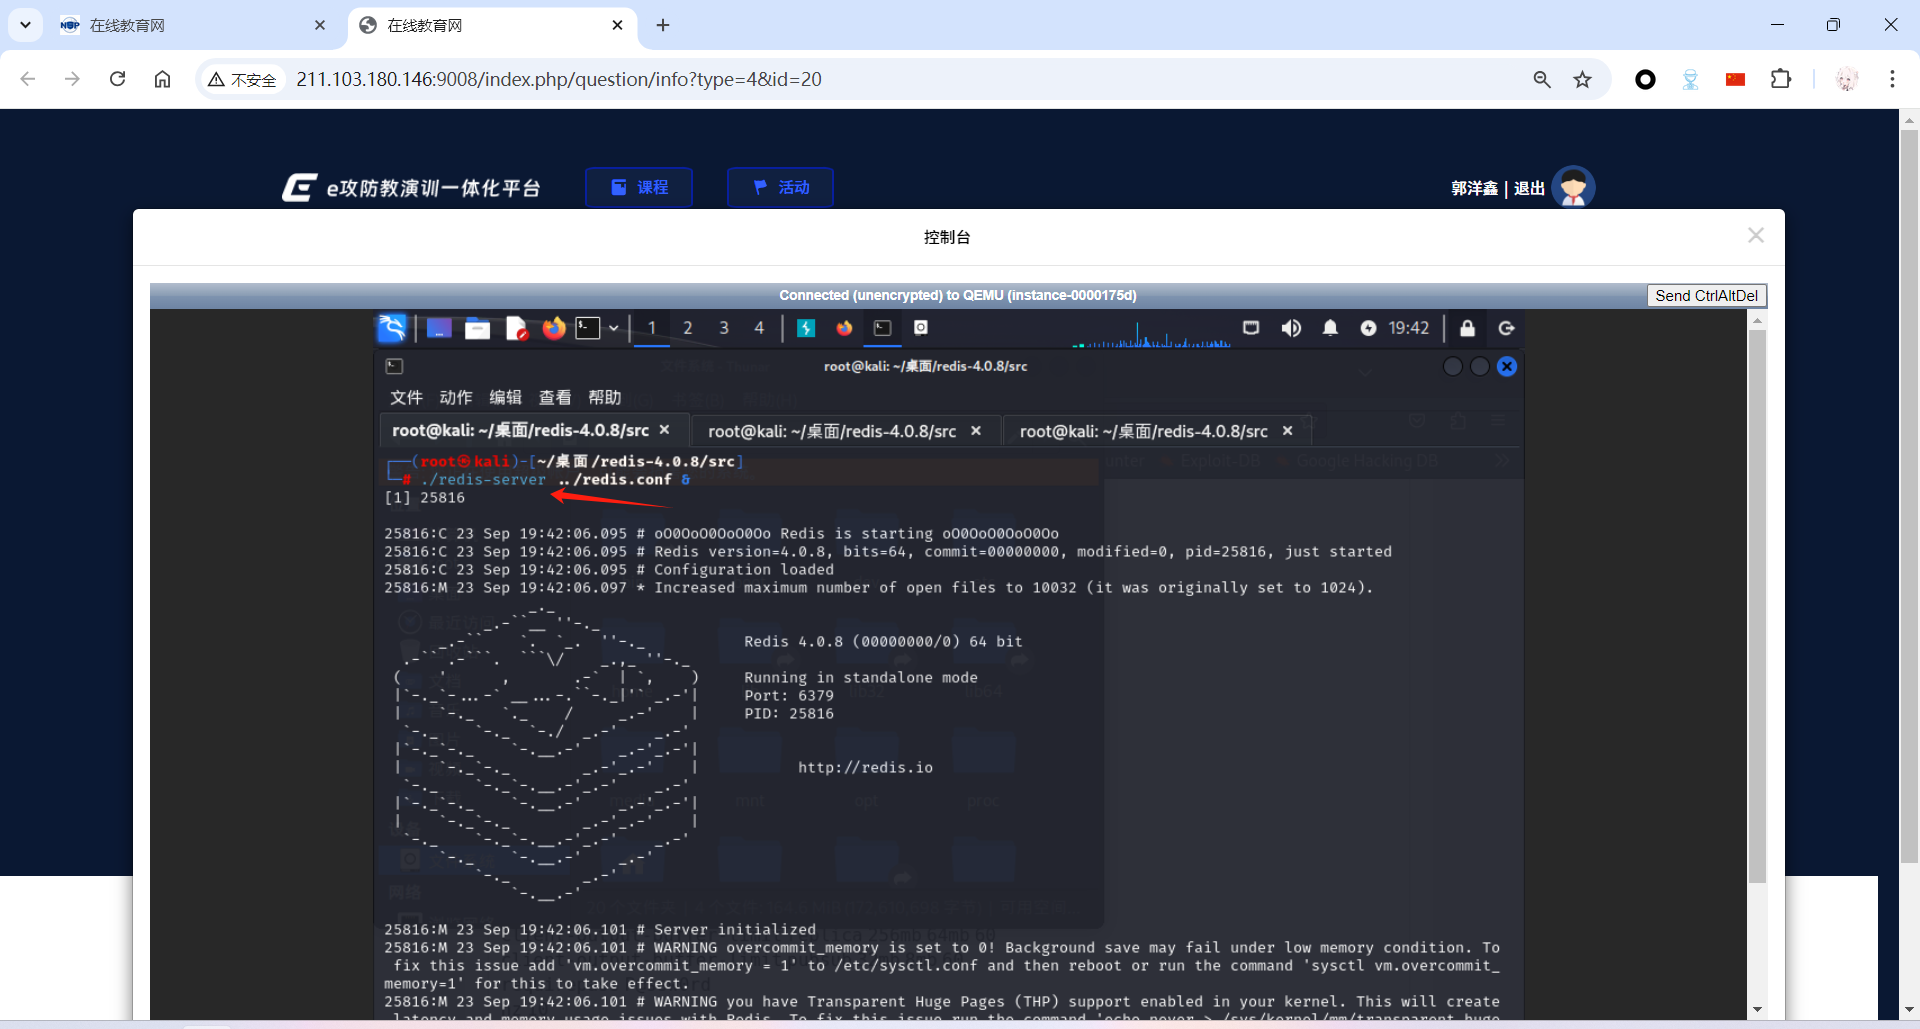 在线教育网
在线教育网
不安全
211.103.180.146:9008/index.php/question/info?type=4&id=20
e攻防教演训一体化平台
课程
活动
郭洋鑫 | 退出
控制台
Connected (unencrypted) to QEMU (instance-0000175d)
Send CtrlAltDel
1 2 3 4
19:42
root@kali: ~/桌面/redis-4.0.8/src
文件 动作 编辑 查看 帮助
root@kali: ~/桌面/redis-4.0.8/src
root@kali: ~/桌面/redis-4.0.8/src
root@kali: ~/桌面/redis-4.0.8/src
(root㉿kali)-[~/桌面/redis-4.0.8/src]
# ./redis-server ../redis.conf &
[1] 25816
25816:C 23 Sep 19:42:06.095 # oO0OoO0OoO0Oo Redis is starting oO0OoO0OoO0Oo
25816:C 23 Sep 19:42:06.095 # Redis version=4.0.8, bits=64, commit=00000000, modified=0, pid=25816, just started
25816:C 23 Sep 19:42:06.095 # Configuration loaded
25816:M 23 Sep 19:42:06.097 * Increased maximum number of open files to 10032 (it was originally set to 1024).
Redis 4.0.8 (00000000/0) 64 bit
Running in standalone mode
Port: 6379
PID: 25816
http://redis.io
25816:M 23 Sep 19:42:06.101 # Server initialized
25816:M 23 Sep 19:42:06.101 # WARNING overcommit_memory is set to 0! Background save may fail under low memory condition. To
fix this issue add 'vm.overcommit_memory = 1' to /etc/sysctl.conf and then reboot or run the command 'sysctl vm.overcommit_
memory=1' for this to take effect.
25816:M 23 Sep 19:42:06.101 # WARNING you have Transparent Huge Pages (THP) support enabled in your kernel. This will create
latency and memory usage issues with Redis. To fix this issue run the command 'echo never > /sys/kernel/mm/transparent_huge